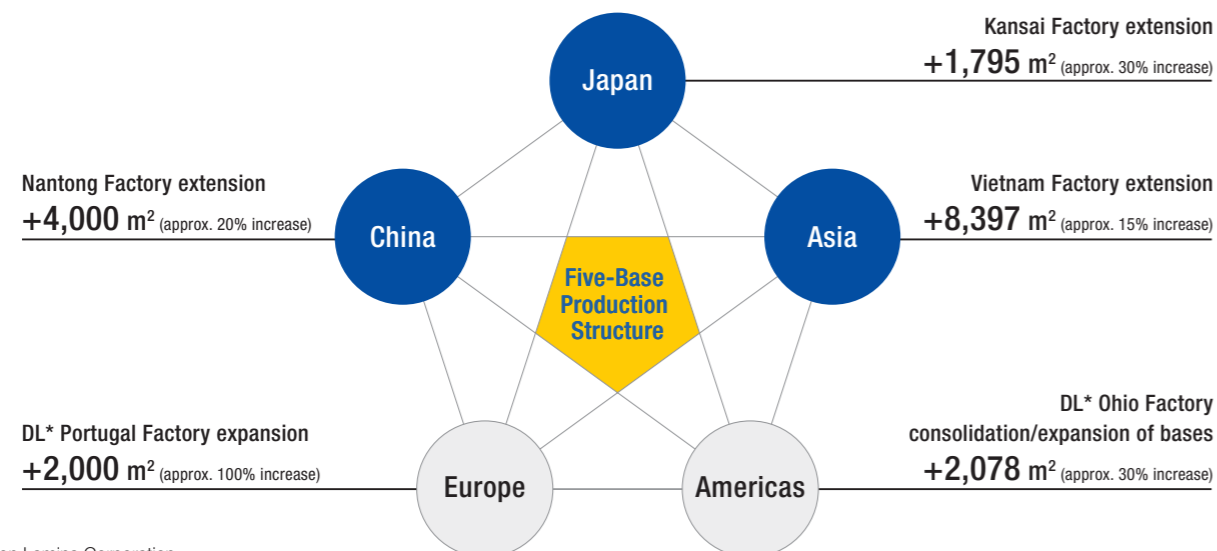 Kansai Factory extension
+1,795 m² (approx. 30% increase)
Japan
Nantong Factory extension
+4,000 m² (approx. 20% increase)
China
Vietnam Factory extension
+8,397 m² (approx. 15% increase)
Asia
Five-Base
Production
Structure
DL* Portugal Factory expansion
+2,000 m² (approx. 100% increase)
Europe
DL* Ohio Factory
consolidation/expansion of bases
+2,078 m² (approx. 30% increase)
Americas